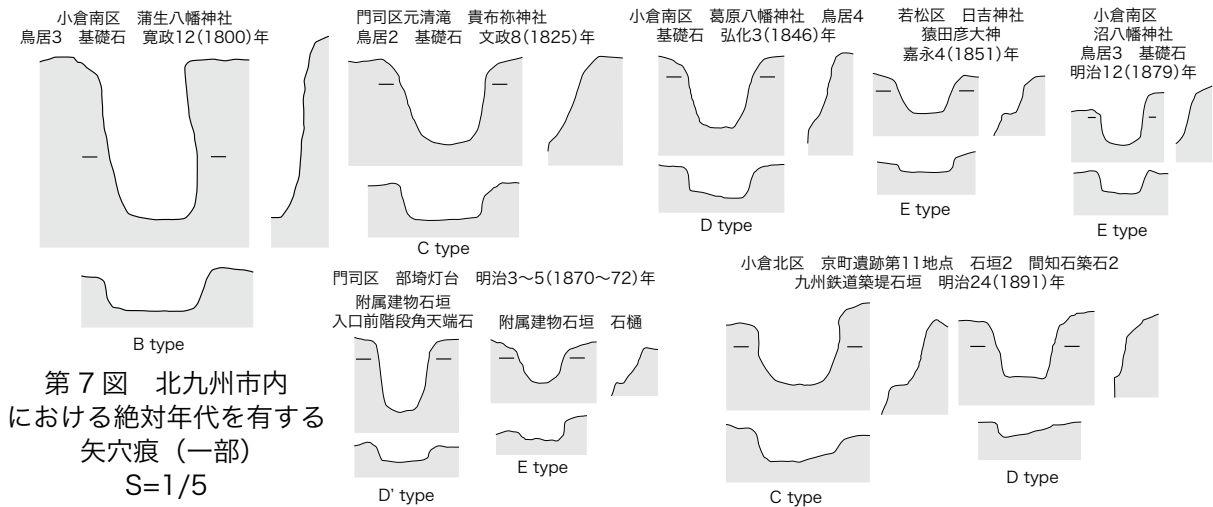 小倉南区　蒲生八幡神社
鳥居3　基礎石　寛政12(1800)年
B type
門司区元清滝　貴布祢神社
鳥居2　基礎石　文政8(1825)年
C type
小倉南区　葛原八幡神社　鳥居4
基礎石　弘化3(1846)年
D type
若松区　日吉神社
猿田彦大神
嘉永4(1851)年
E type
小倉南区
沼八幡神社
鳥居3　基礎石
明治12(1879)年
E type
門司区　部埼灯台　明治3〜5(1870〜72)年
附属建物石垣
入口前階段角天端石
D' type
附属建物石垣　石樋
E type
小倉北区　京町遺跡第11地点　石垣2　間知石築石2
九州鉄道築堤石垣　明治24(1891)年
C type
D type
第7図　北九州市内
における絶対年代を有する
矢穴痕（一部）
S=1/5